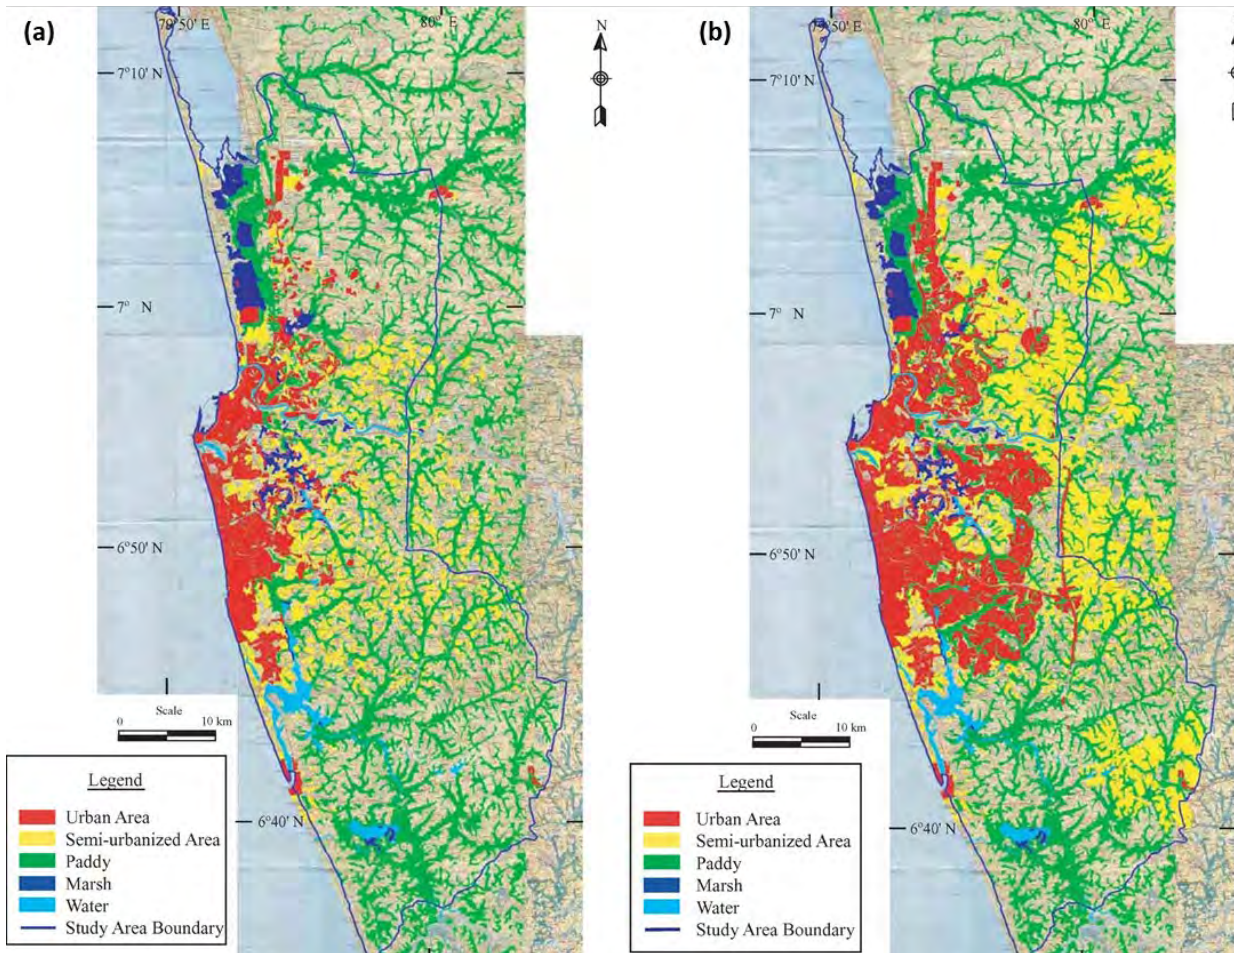 (a)
79°50' E
80° E
N
7°10' N
7° N
6°50' N
6°40' N
Scale
0 10 km
Legend
Urban Area
Semi-urbanized Area
Paddy
Marsh
Water
Study Area Boundary
(b)
79°50' E
80° E
7°10' N
7° N
6°50' N
6°40' N
Scale
0 10 km
Legend
Urban Area
Semi-urbanized Area
Paddy
Marsh
Water
Study Area Boundary